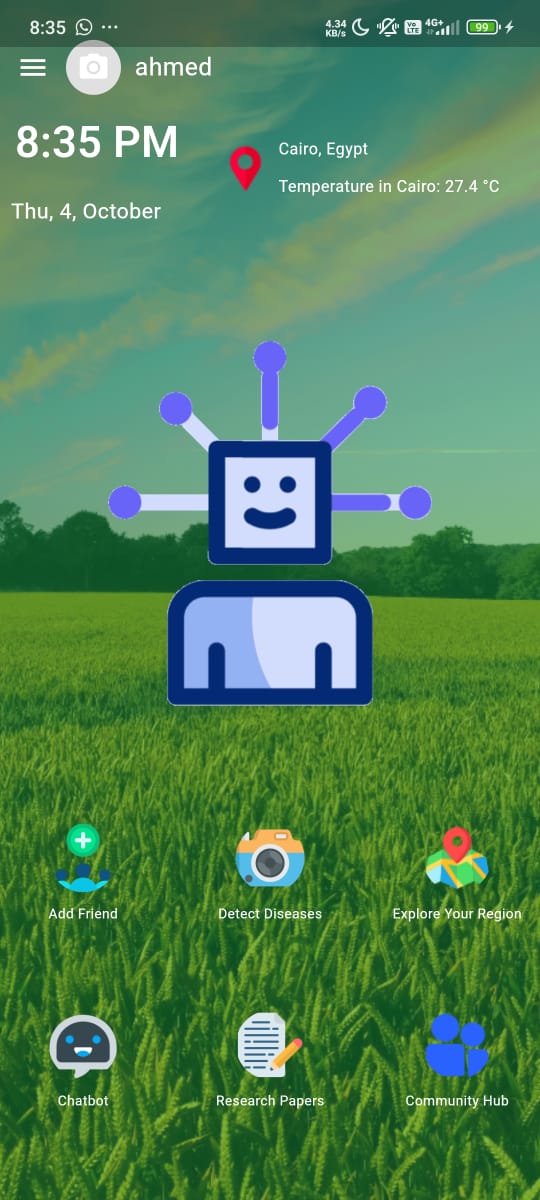 8:35 ... 4.34 KB/s Vo LTE 4G+ 99
ahmed
8:35 PM
Cairo, Egypt
Temperature in Cairo: 27.4 °C
Thu, 4, October
Add Friend Detect Diseases Explore Your Region
Chatbot Research Papers Community Hub